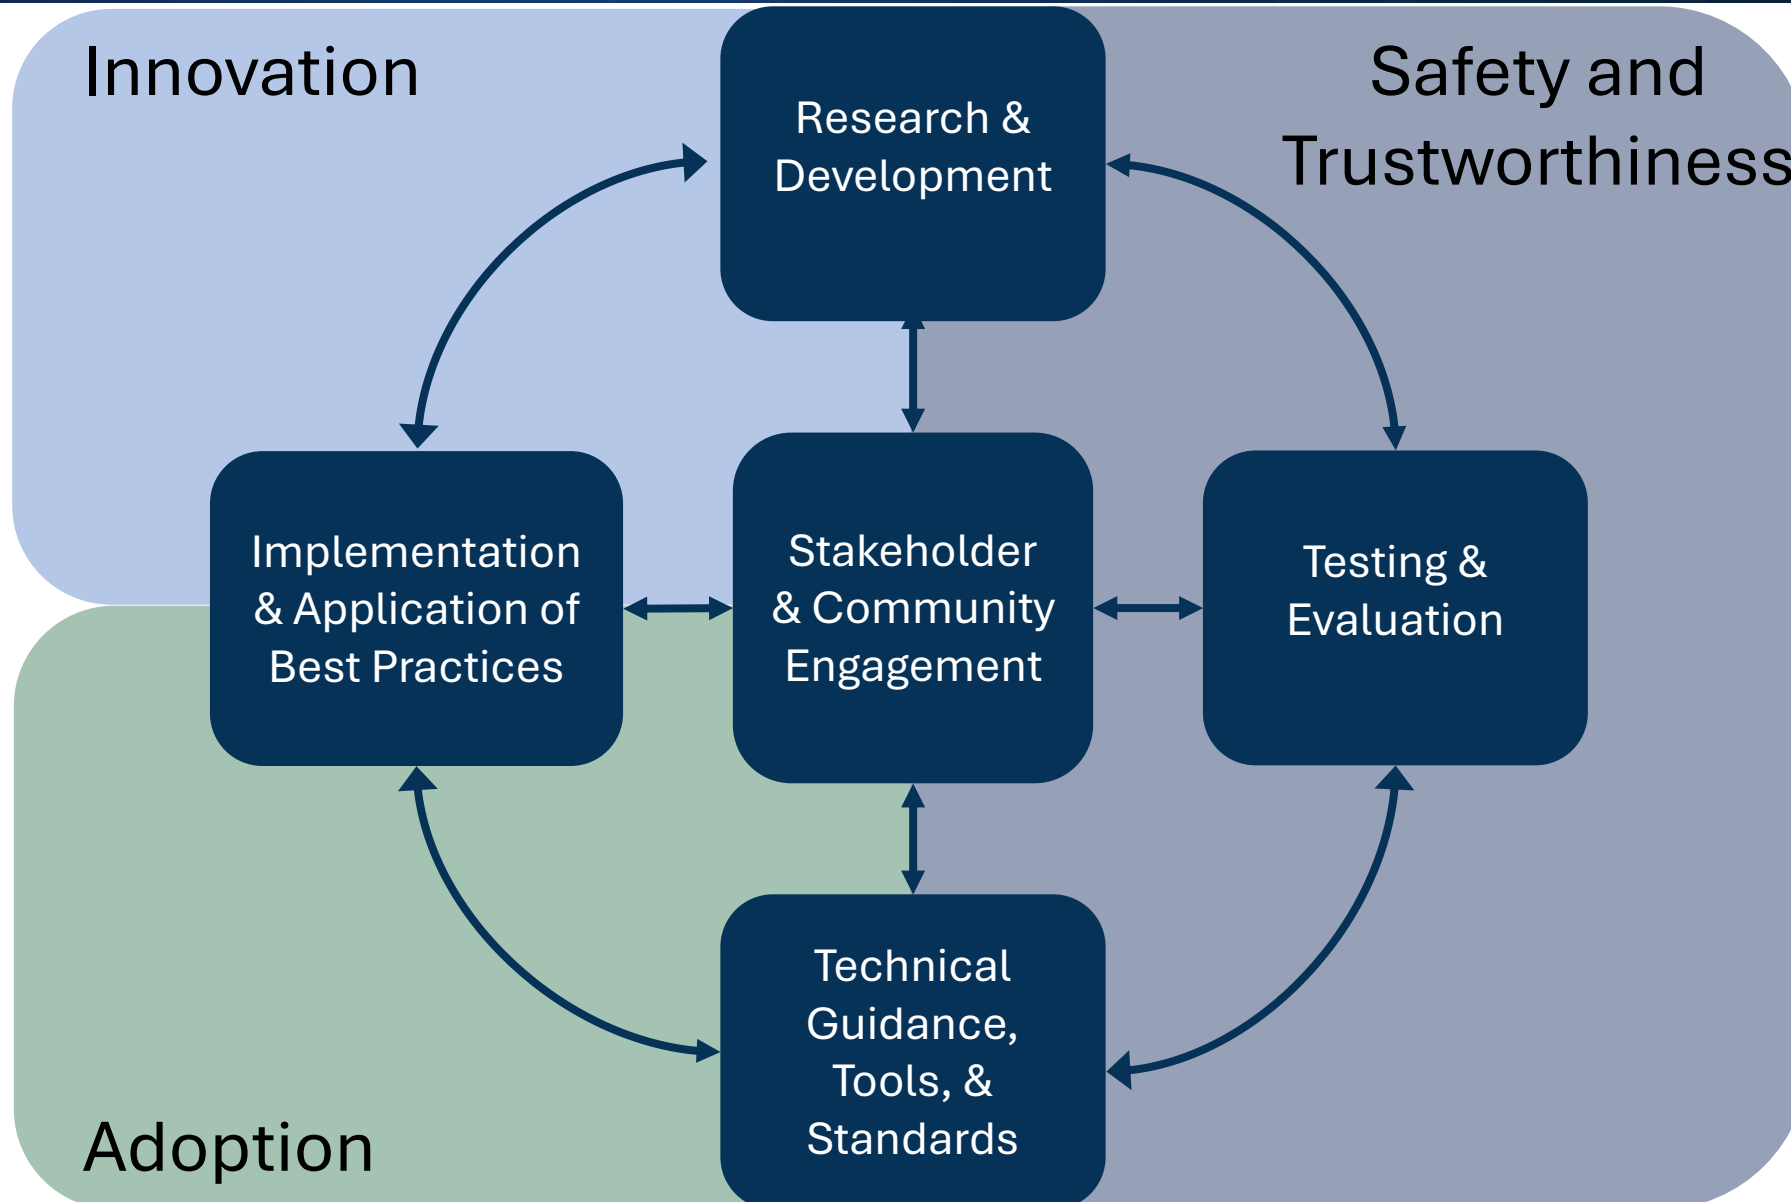 Innovation
Safety and
Trustworthiness
Research &
Development
Implementation
& Application of
Best Practices
Stakeholder
& Community
Engagement
Testing &
Evaluation
Technical
Guidance,
Tools, &
Standards
Adoption